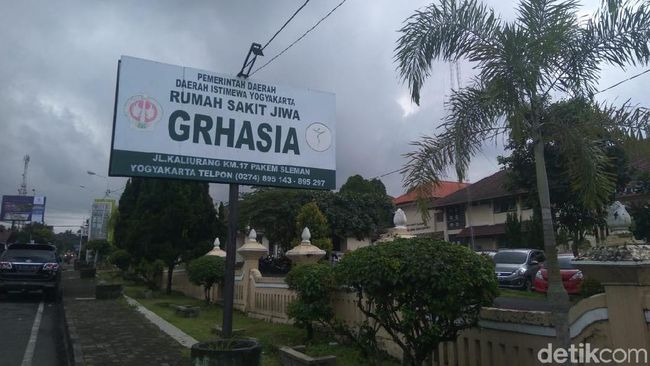 PEMERINTAH DAERAH
DAERAH ISTIMEWA YOGYAKARTA
RUMAH SAKIT JIWA
GRHASIA
JL.KALIURANG KM.17 PAKEM SLEMAN
YOGYAKARTA TELPON (0274) 895 143 - 895 297
detikcom